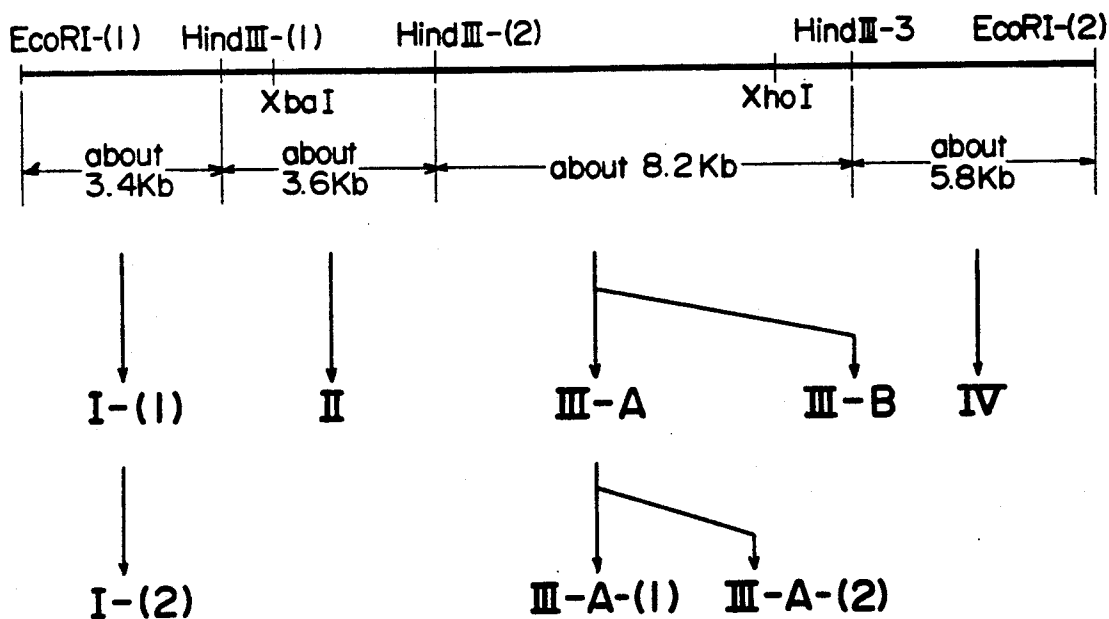 EcoRI-(1) HindIII-(1) HindIII-(2) HindIII-3 EcoRI-(2)
XbaI XhoI
about 3.4Kb
about 3.6Kb
about 8.2Kb
about 5.8Kb
I-(1) II III-A III-B IV
I-(2) III-A-(1) III-A-(2)